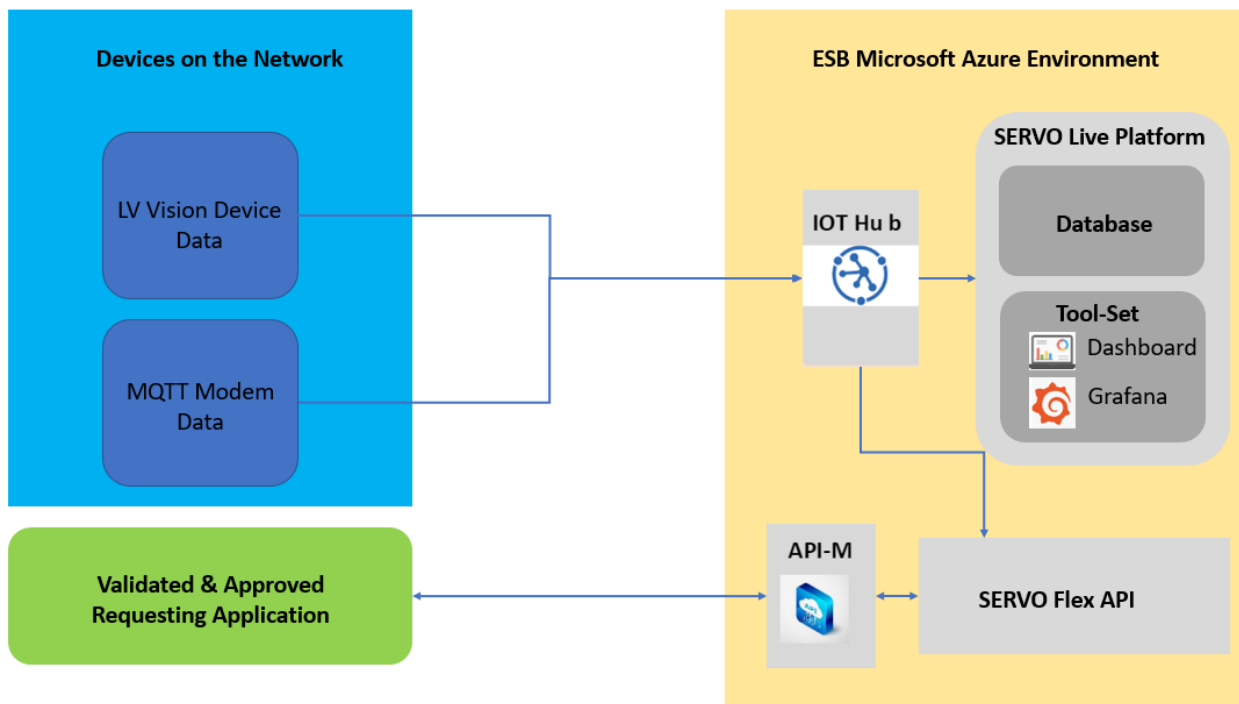 Devices on the Network
LV Vision Device
Data
MQTT Modem
Data
Validated & Approved
Requesting Application
ESB Microsoft Azure Environment
SERVO Live Platform
Database
Tool-Set
Dashboard
Grafana
IOT Hu b
API-M
SERVO Flex API